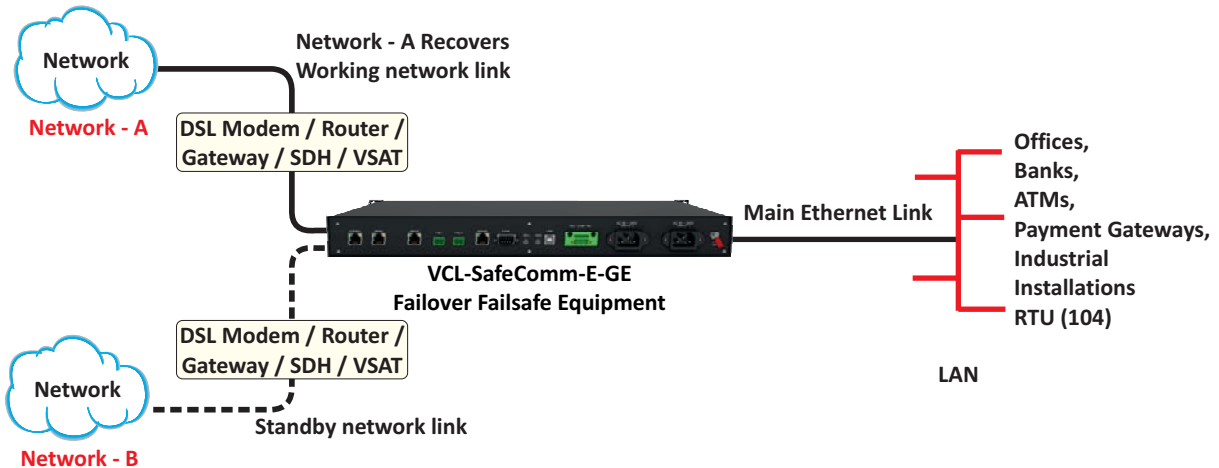 Network
Network - A
Network - A Recovers
Working network link
DSL Modem / Router /
Gateway / SDH / VSAT
VCL-SafeComm-E-GE
Failover Failsafe Equipment
Main Ethernet Link
Offices,
Banks,
ATMs,
Payment Gateways,
Industrial
Installations
RTU (104)
LAN
DSL Modem / Router /
Gateway / SDH / VSAT
Network
Standby network link
Network - B